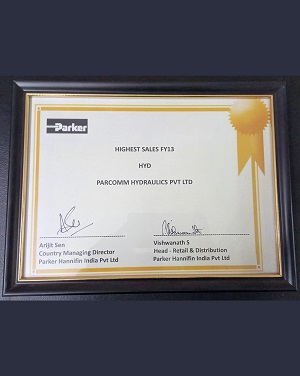 Parker
HIGHEST SALES FY13
HYD
PARCOMM HYDRAULICS PVT LTD
Arijit Sen
Country Managing Director
Parker Hannifin India Pvt Ltd
Vishwanath S
Head - Retail & Distribution
Parker Hannifin India Pvt Ltd